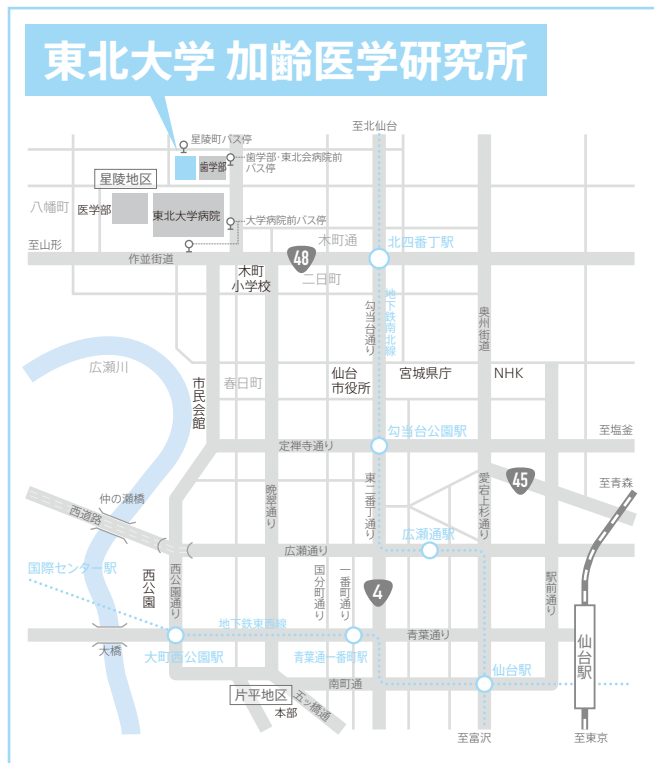 東北大学 加齢医学研究所
至北仙台
星陵町バス停
歯学部
歯学部・東北会病院前
バス停
星陵地区
八幡町
医学部
東北大学病院
大学病院前バス停
至山形
木町通
北四番丁駅
作並街道
48
木町
小学校
二日町
地下鉄南北線
勾当台通り
奥州街道
広瀬川
市民会館
春日町
仙台
市役所
宮城県庁
NHK
勾当台公園駅
至塩釜
定禅寺通り
45
至青森
晩翠通り
東二番丁通り
愛宕上杉通り
仲の瀬橋
西道路
広瀬通駅
広瀬通り
国際センター駅
西公園
西公園通り
国分町通り
一番町通り
4
駅前通り
地下鉄東西線
青葉通り
仙台駅
大橋
大町西公園駅
青葉通一番町駅
仙台駅
南町通
片平地区
本部
五ッ橋通
至富沢
至東京